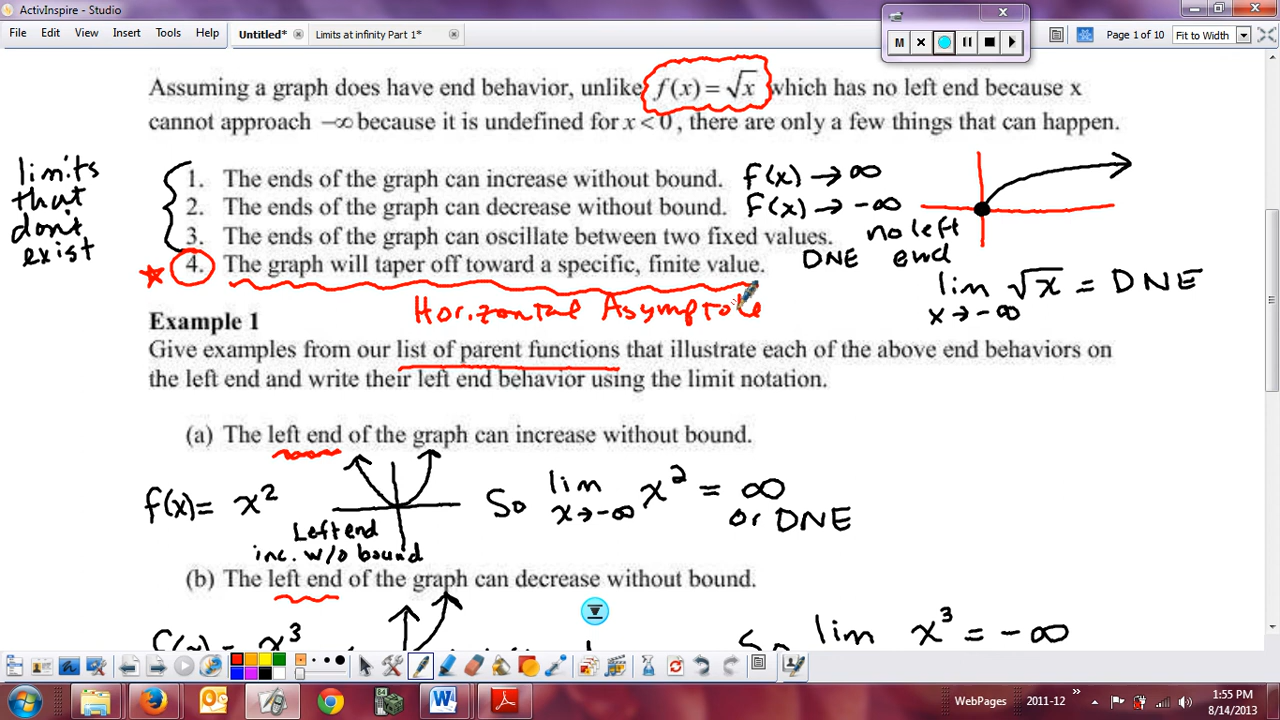 ActivInspire - Studio
File Edit View Insert Tools Help Untitled* Limits at infinity Part 1* Page 1 of 10 Fit to Width
M
Assuming a graph does have end behavior, unlike f(x) = √x which has no left end because x
cannot approach −∞ because it is undefined for x < 0, there are only a few things that can happen.
limits
that
don't
exist
1. The ends of the graph can increase without bound. f(x) → ∞
2. The ends of the graph can decrease without bound. f(x) → -∞
3. The ends of the graph can oscillate between two fixed values. DNE
4. The graph will taper off toward a specific, finite value.
no left
end
lim √x = DNE
x → -∞
Horizontal Asymptote
Example 1
Give examples from our list of parent functions that illustrate each of the above end behaviors on
the left end and write their left end behavior using the limit notation.
(a) The left end of the graph can increase without bound.
f(x) = x²
Left end
inc. w/o bound
So lim x² = ∞
x → -∞
or DNE
(b) The left end of the graph can decrease without bound.
f(x) = x³
So lim x³ = -∞
WebPages 2011-12 1:55 PM
8/14/2013